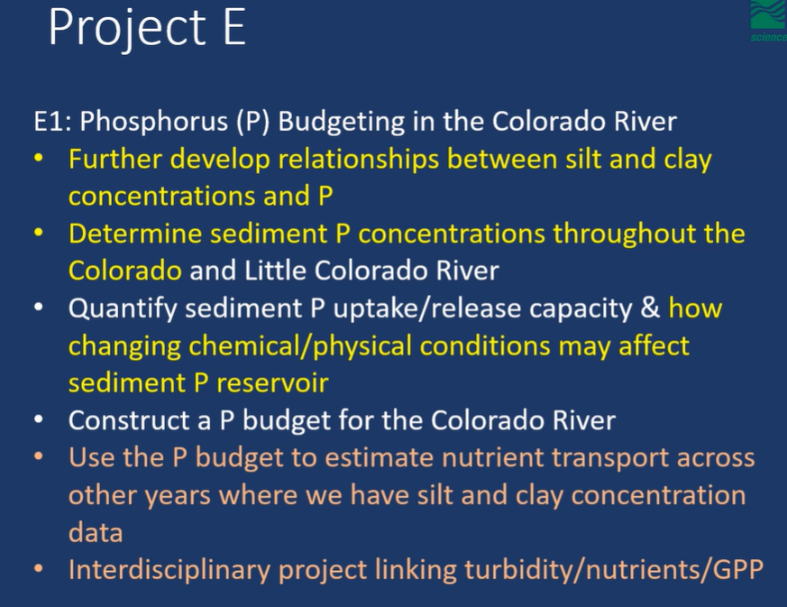 Project E
science
E1: Phosphorus (P) Budgeting in the Colorado River
• Further develop relationships between silt and clay
concentrations and P
• Determine sediment P concentrations throughout the
Colorado and Little Colorado River
• Quantify sediment P uptake/release capacity & how
changing chemical/physical conditions may affect
sediment P reservoir
• Construct a P budget for the Colorado River
• Use the P budget to estimate nutrient transport across
other years where we have silt and clay concentration
data
• Interdisciplinary project linking turbidity/nutrients/GPP